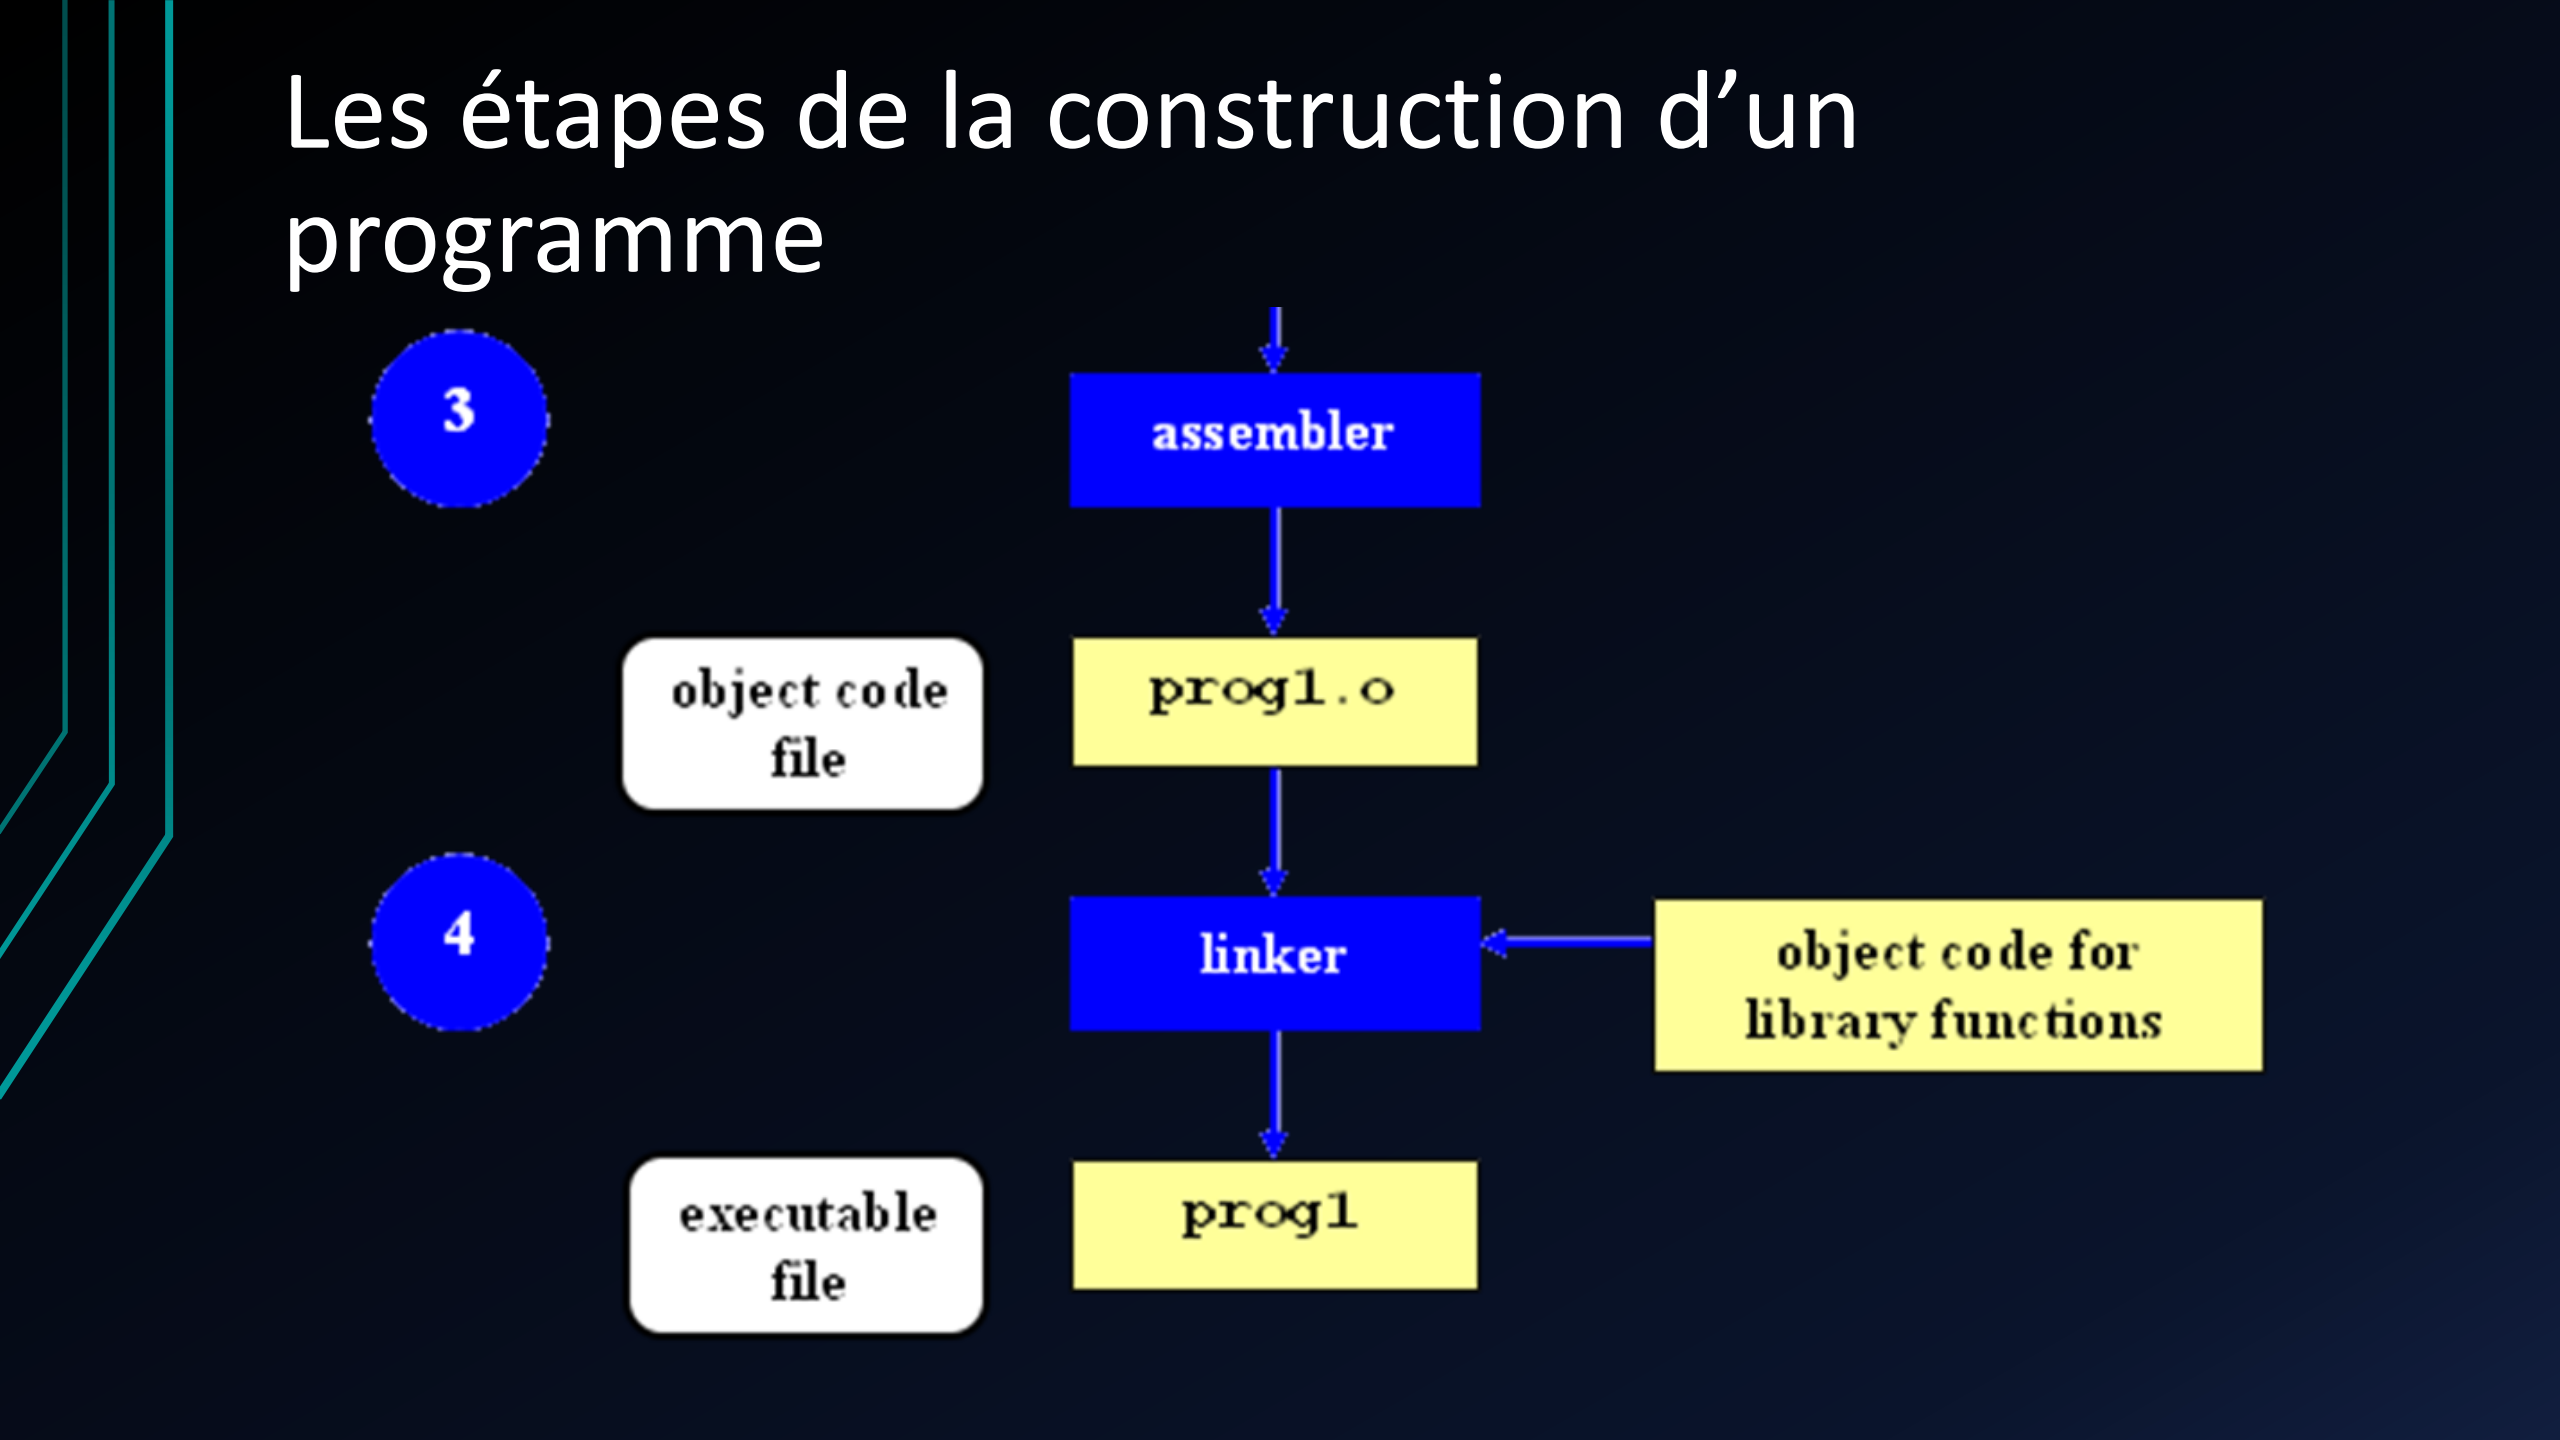 Les étapes de la construction d’un
programme
3
assembler
object code
file
prog1.o
4
linker
object code for
library functions
executable
file
prog1